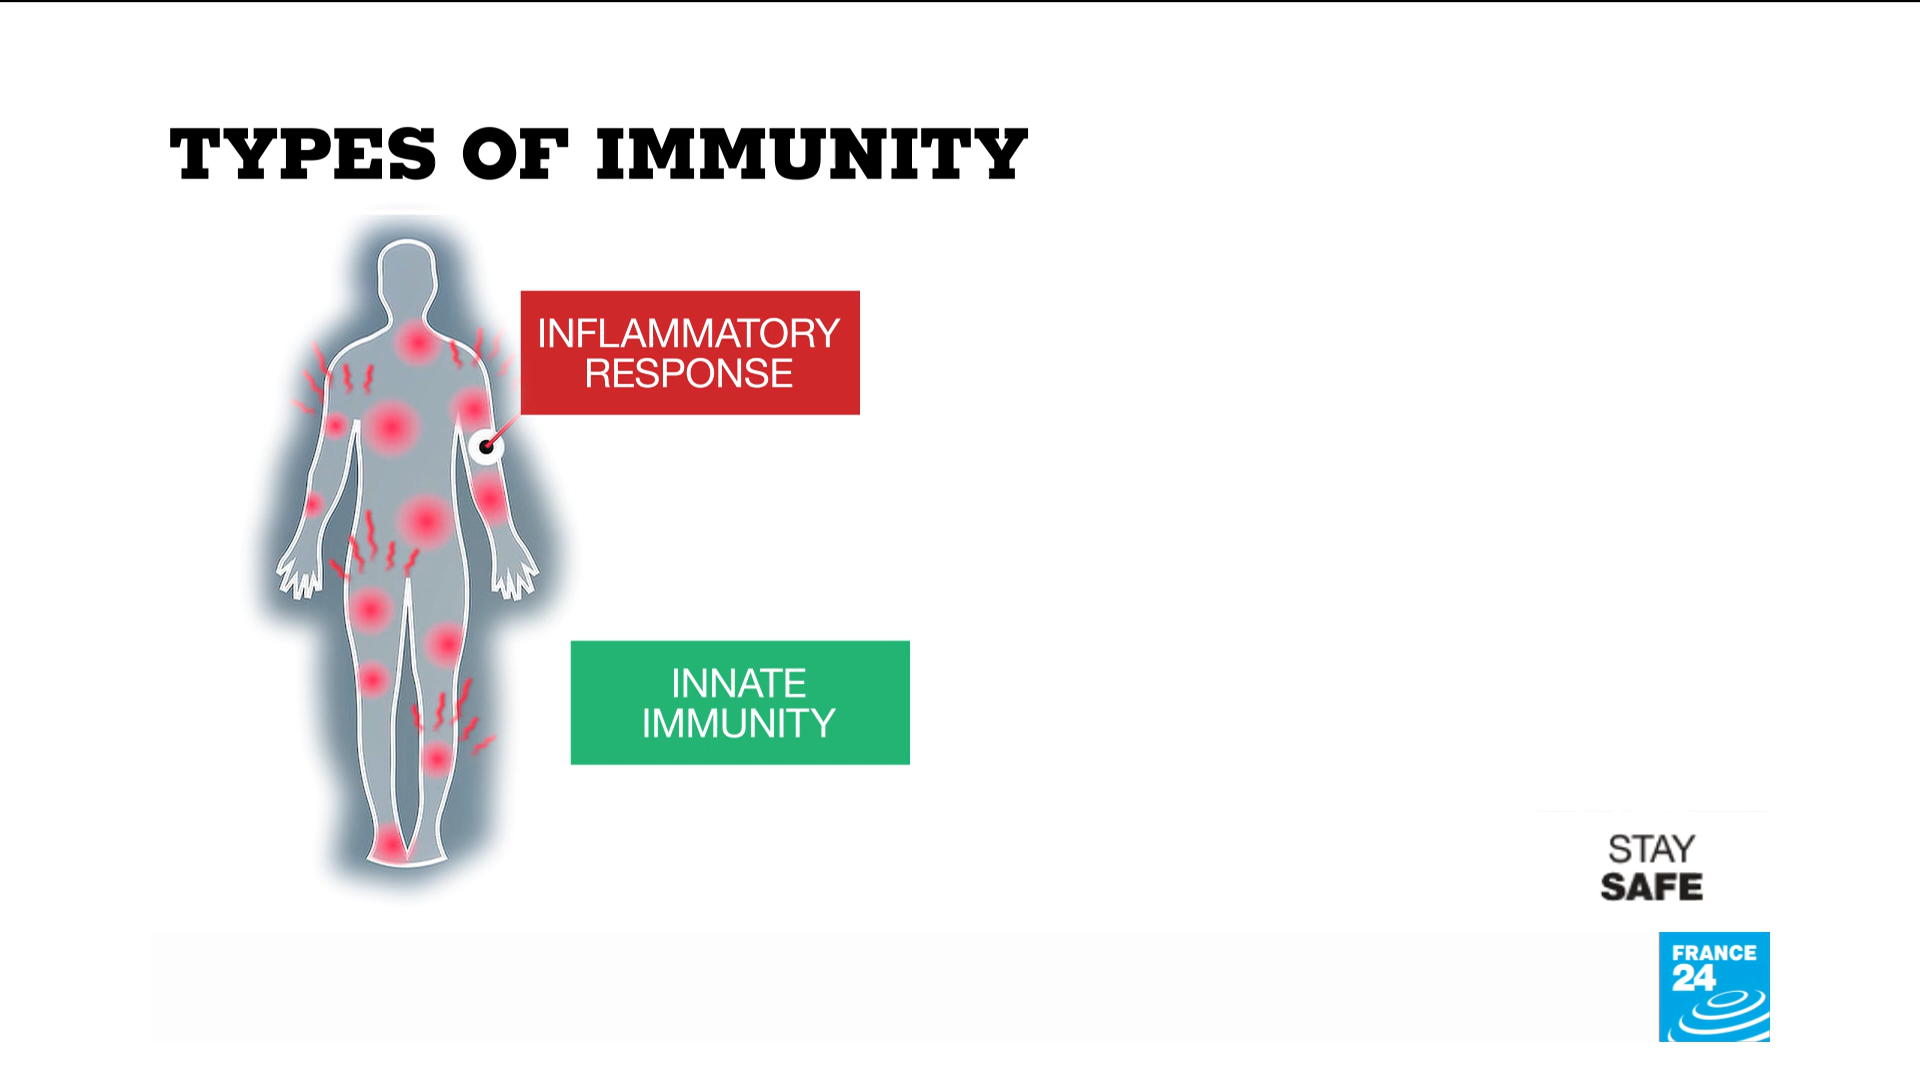 TYPES OF IMMUNITY
INFLAMMATORY
RESPONSE
INNATE
IMMUNITY
STAY
SAFE
FRANCE
24